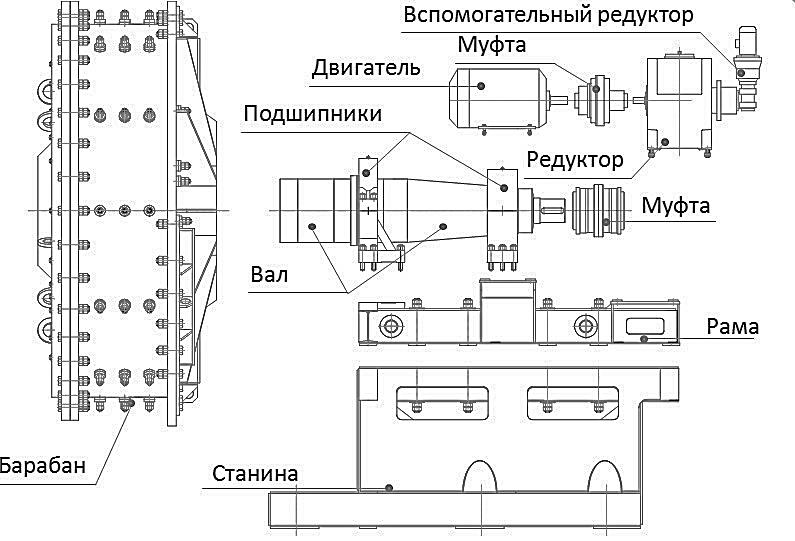 Вспомогательный редуктор
Муфта
Двигатель
Подшипники
Редуктор
Муфта
Вал
Рама
Барабан
Станина